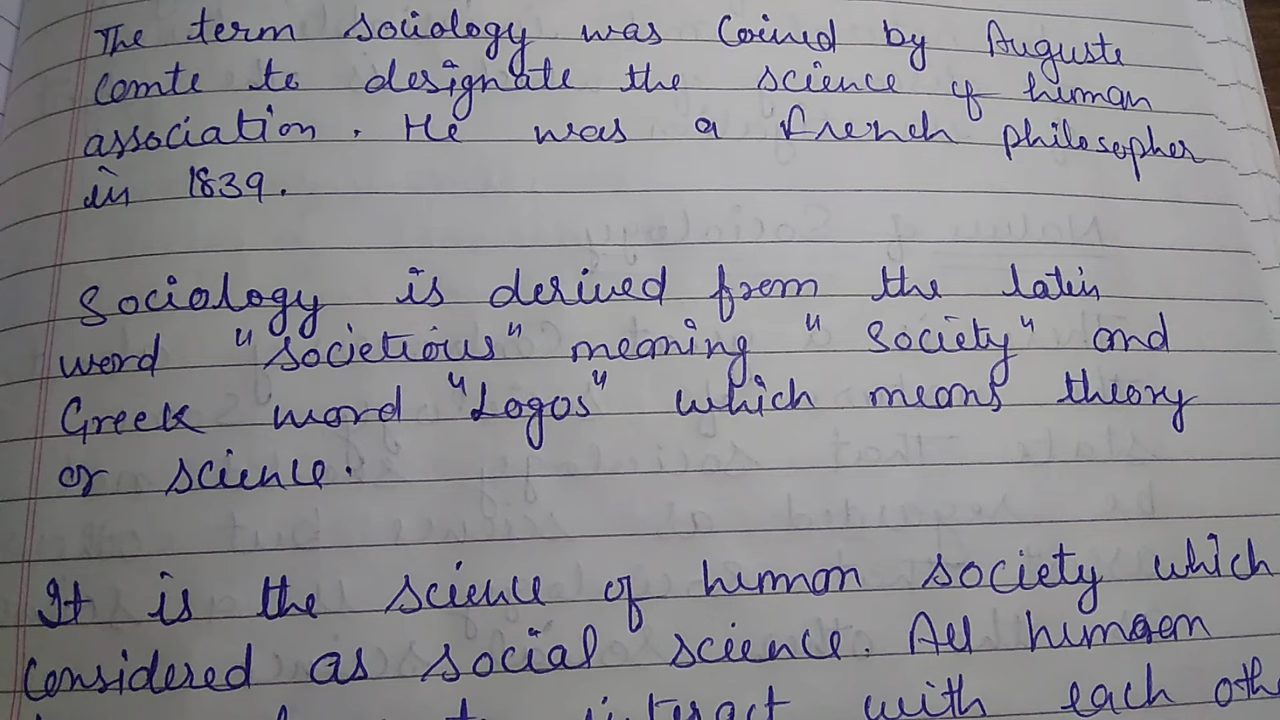 The term sociology was Coined by Auguste
Comte to designate the science of human
association. He was a french philosopher
in 1839.
Sociology is derived from the latin
word "societious" meaning "society" and
Greek word "Logos" which means theory
or science.
It is the science of human society which
Considered as social science. All human
interact with each